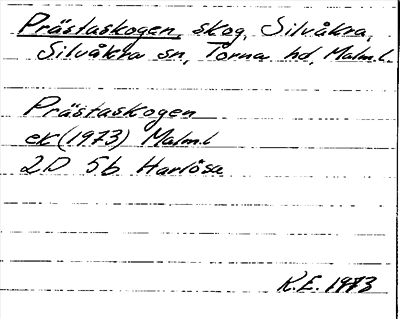 Prästaskogen, skog, Silvåkra,
Silvåkra sn, Torna hd, Malm.l.
Prästaskogen
ek (1973) Malm.l
2D 5b Harlösa
K.E. 1973